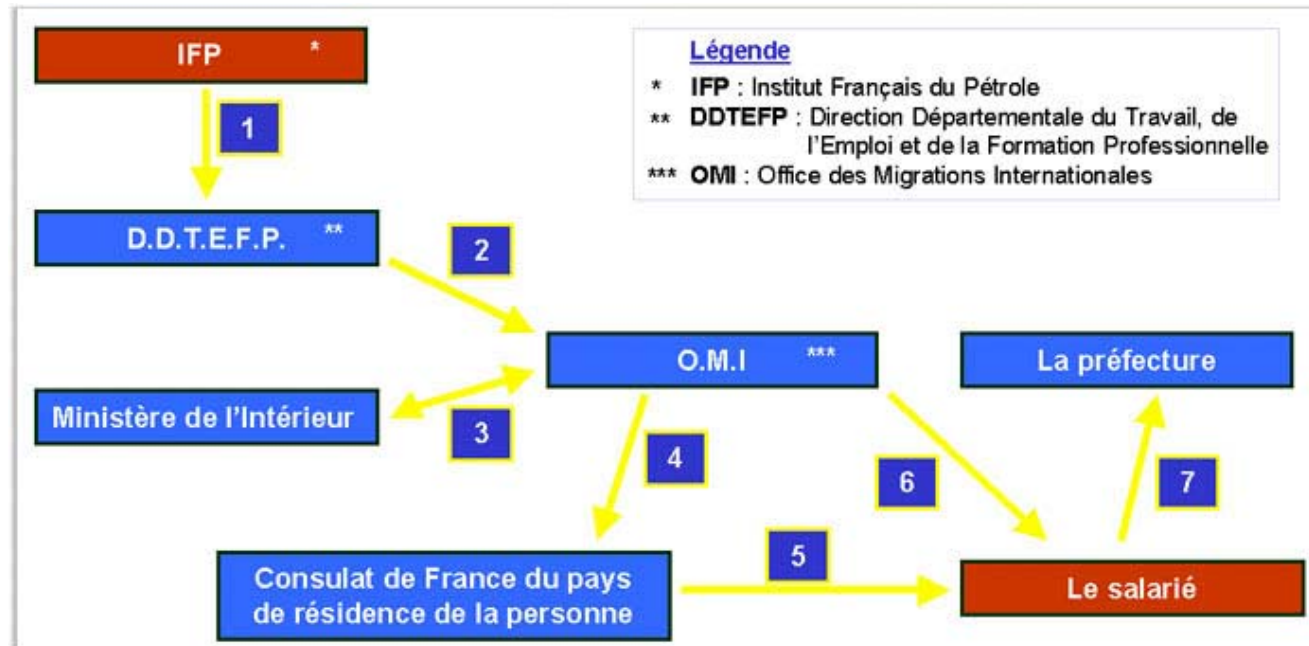 IFP *
Légende
* IFP : Institut Français du Pétrole
** DDTEFP : Direction Départementale du Travail, de
l'Emploi et de la Formation Professionnelle
*** OMI : Office des Migrations Internationales
1
D.D.T.E.F.P. **
2
O.M.I ***
La préfecture
Ministère de l'Intérieur
3
4
6
7
5
Consulat de France du pays
de résidence de la personne
Le salarié